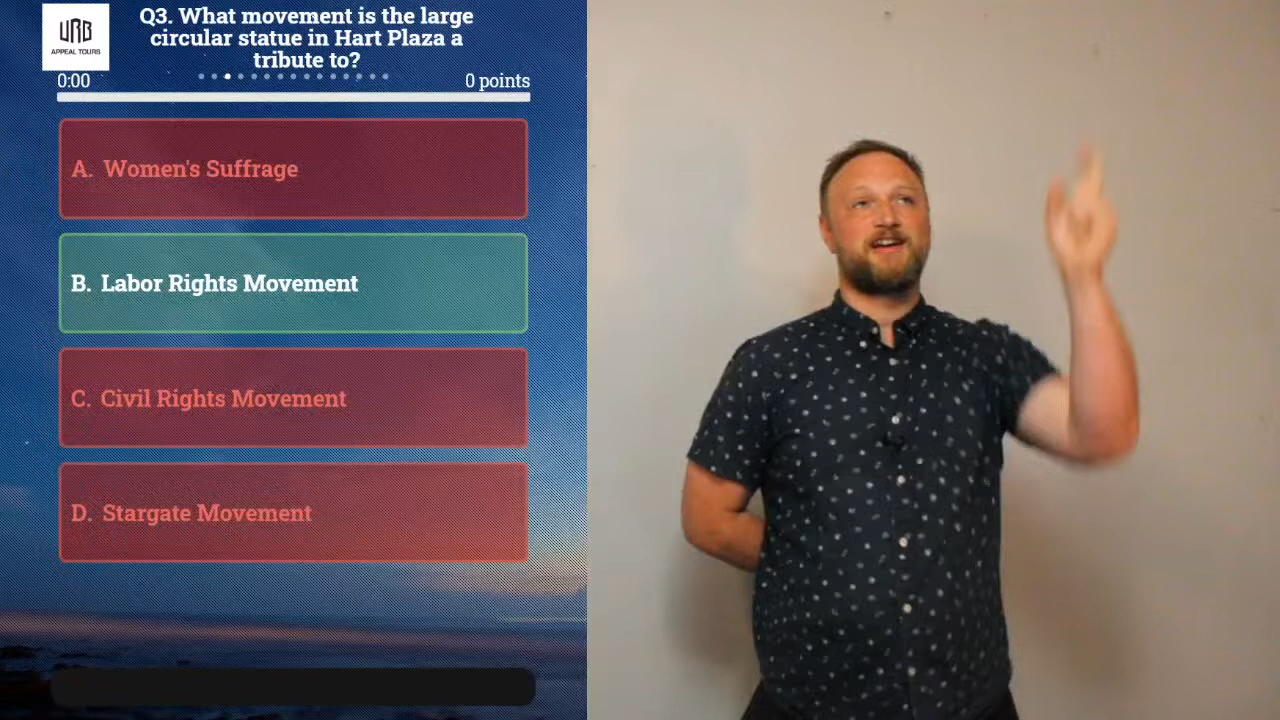 URB
APPEAL TOURS
Q3. What movement is the large
circular statue in Hart Plaza a
tribute to?
0:00
0 points
A. Women's Suffrage
B. Labor Rights Movement
C. Civil Rights Movement
D. Stargate Movement